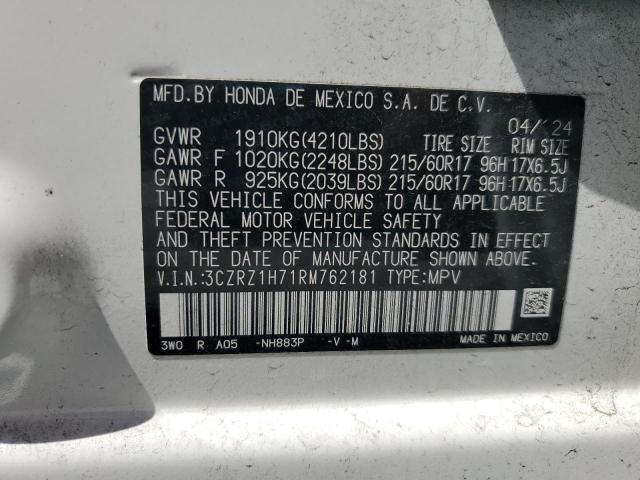 MFD.BY HONDA DE MEXICO S.A. DE C.V.
04/'24
GVWR 1910KG(4210LBS) TIRE SIZE RIM SIZE
GAWR F 1020KG(2248LBS) 215/60R17 96H 17X6.5J
GAWR R 925KG(2039LBS) 215/60R17 96H 17X6.5J
THIS VEHICLE CONFORMS TO ALL APPLICABLE
FEDERAL MOTOR VEHICLE SAFETY
AND THEFT PREVENTION STANDARDS IN EFFECT
ON THE DATE OF MANUFACTURE SHOWN ABOVE.
V.I.N.:3CZRZ1H71RM762181 TYPE:MPV
3W0 R A05 -NH883P -V -M MADE IN MEXICO